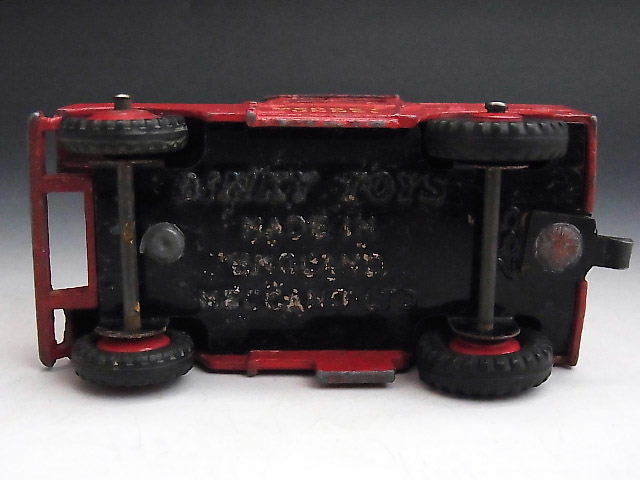 DINKY TOYS
MADE IN
ENGLAND
MECCANO LTD